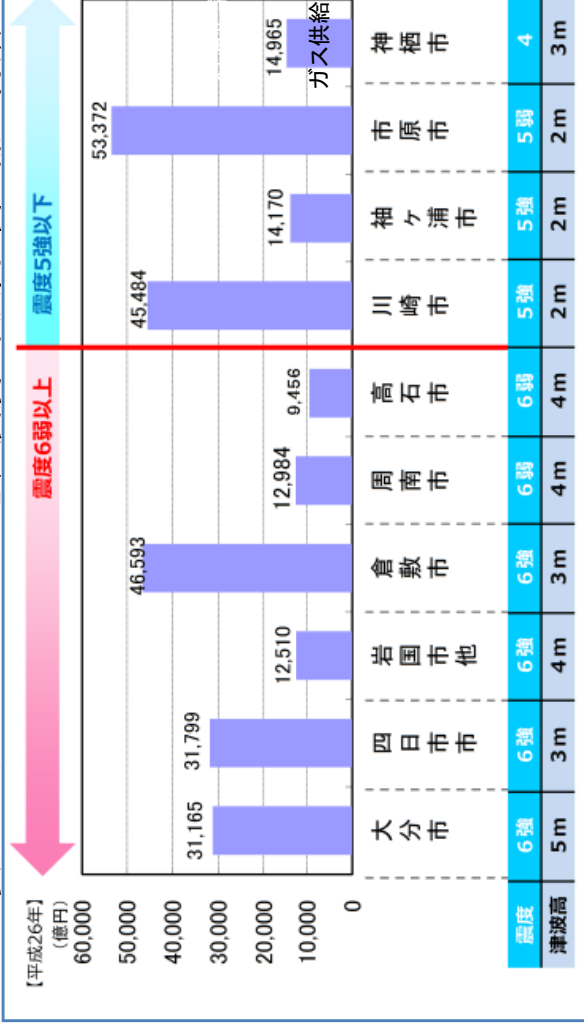 震度6弱以上
震度5強以下
【平成26年】
(億円)
60,000
50,000
40,000
30,000
20,000
10,000
0
31,165
31,799
12,510
46,593
12,984
9,456
45,484
14,170
53,372
14,965
ガス供給
大分市
四日市市
岩国市他
倉敷市
周南市
高石市
川崎市
袖ヶ浦市
市原市
神栖市
震度 6強 6強 6強 6強 6弱 6弱 5強 5強 5弱 4
津波高 5m 3m 4m 3m 4m 4m 2m 2m 2m 3m